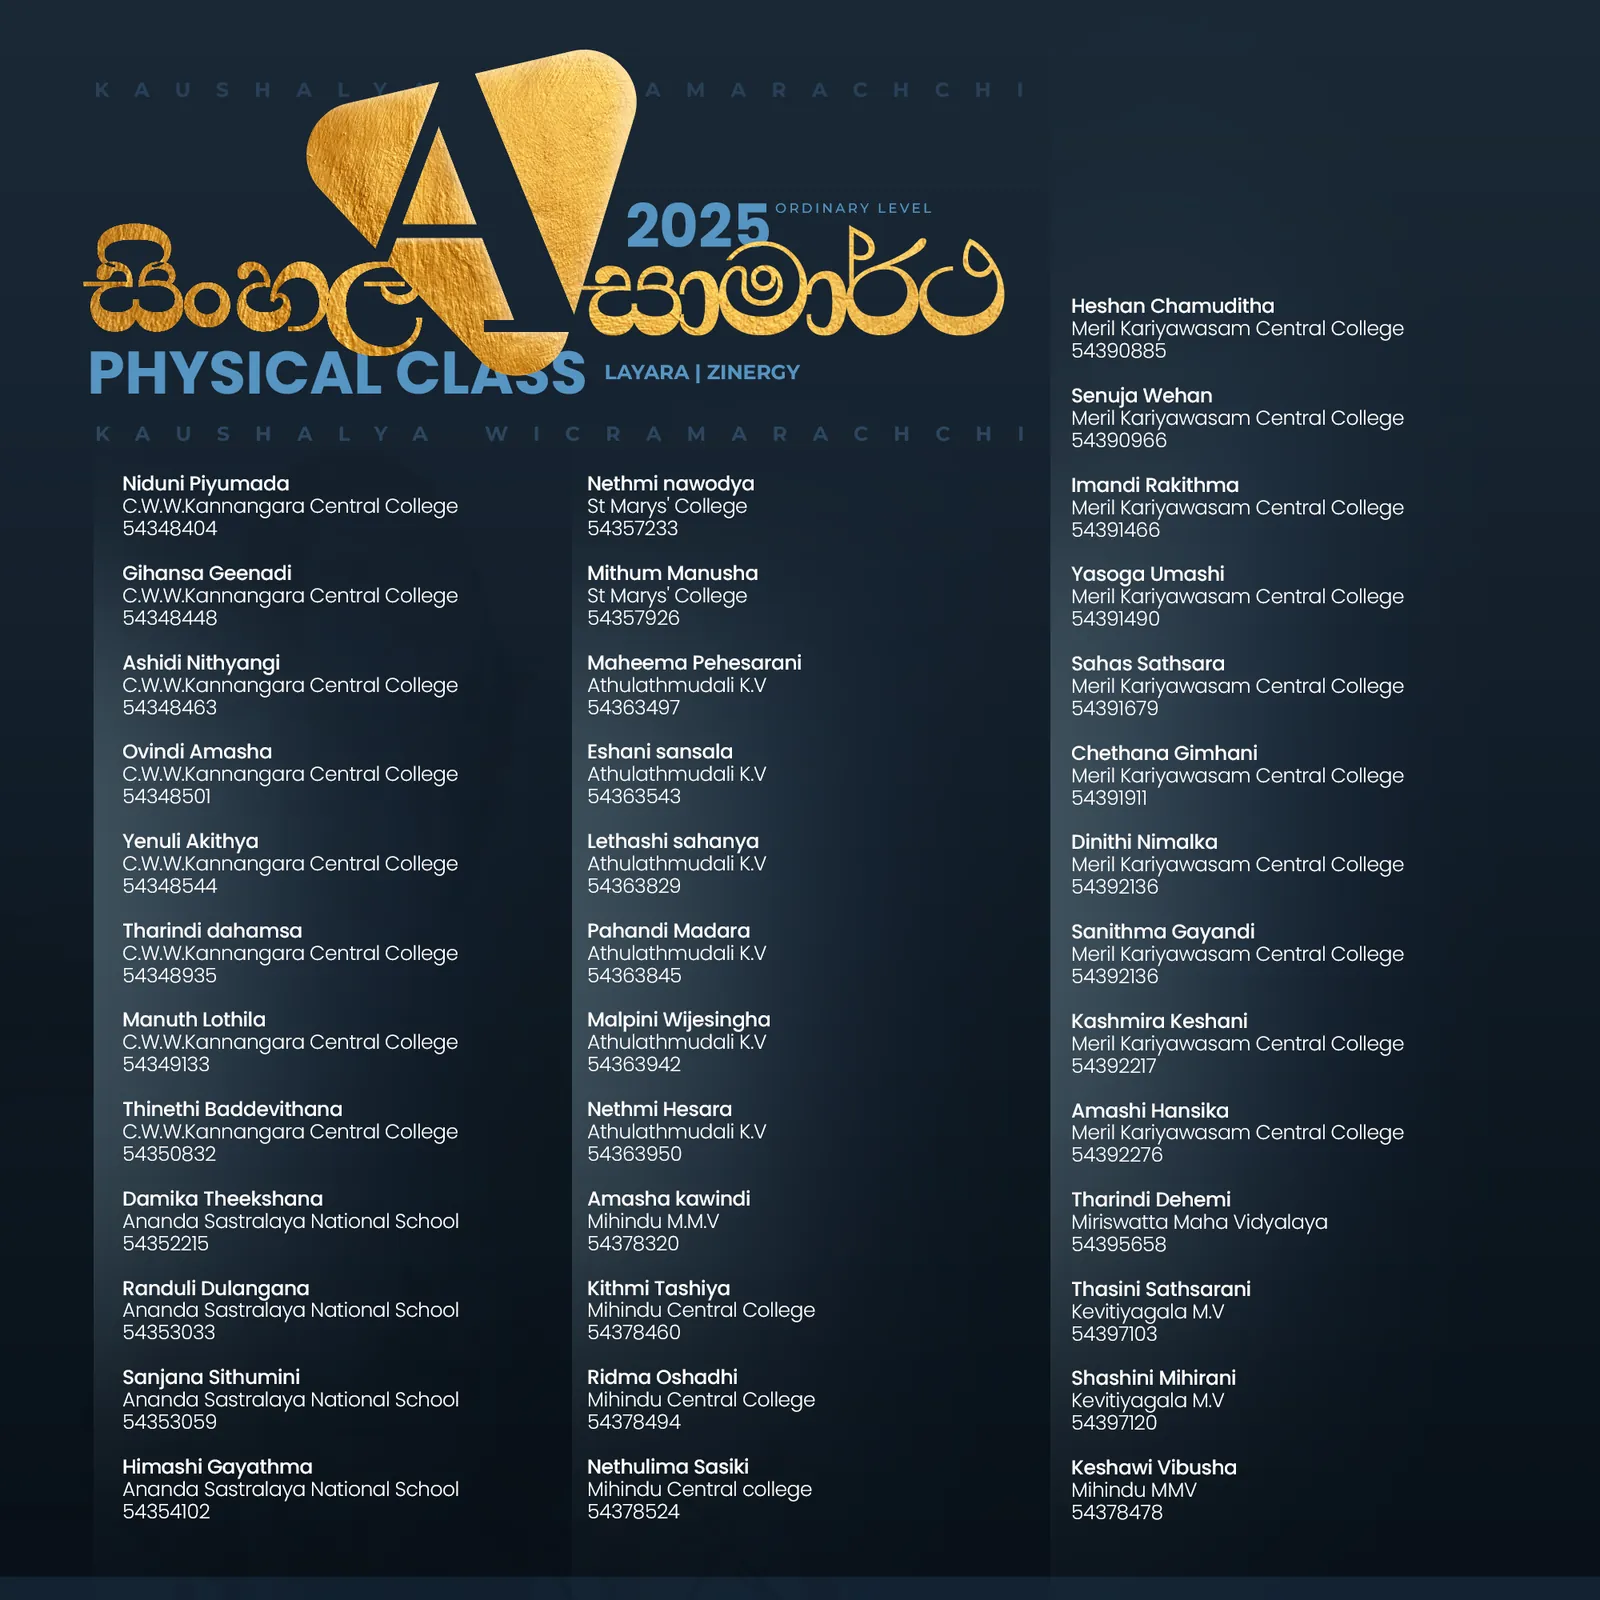 KAUSHALY AMARACHCHI
A
2025 ORDINARY LEVEL
සිංහල සාමාර්ථ
PHYSICAL CLASS LAYARA | ZINERGY
KAUSHALYA WICRAMARACHCHI
Niduni Piyumada
C.W.W.Kannangara Central College
54348404
Gihansa Geenadi
C.W.W.Kannangara Central College
54348448
Ashidi Nithyangi
C.W.W.Kannangara Central College
54348463
Ovindi Amasha
C.W.W.Kannangara Central College
54348501
Yenuli Akithya
C.W.W.Kannangara Central College
54348544
Tharindi dahamsa
C.W.W.Kannangara Central College
54348935
Manuth Lothila
C.W.W.Kannangara Central College
54349133
Thinethi Baddevithana
C.W.W.Kannangara Central College
54350832
Damika Theekshana
Ananda Sastralaya National School
54352215
Randuli Dulangana
Ananda Sastralaya National School
54353033
Sanjana Sithumini
Ananda Sastralaya National School
54353059
Himashi Gayathma
Ananda Sastralaya National School
54354102
Nethmi nawodya
St Marys' College
54357233
Mithum Manusha
St Marys' College
54357926
Maheema Pehesarani
Athulathmudali K.V
54363497
Eshani sansala
Athulathmudali K.V
54363543
Lethashi sahanya
Athulathmudali K.V
54363829
Pahandi Madara
Athulathmudali K.V
54363845
Malpini Wijesingha
Athulathmudali K.V
54363942
Nethmi Hesara
Athulathmudali K.V
54363950
Amasha kawindi
Mihindu M.M.V
54378320
Kithmi Tashiya
Mihindu Central College
54378460
Ridma Oshadhi
Mihindu Central College
54378494
Nethulima Sasiki
Mihindu Central college
54378524
Heshan Chamuditha
Meril Kariyawasam Central College
54390885
Senuja Wehan
Meril Kariyawasam Central College
54390966
Imandi Rakithma
Meril Kariyawasam Central College
54391466
Yasoga Umashi
Meril Kariyawasam Central College
54391490
Sahas Sathsara
Meril Kariyawasam Central College
54391679
Chethana Gimhani
Meril Kariyawasam Central College
54391911
Dinithi Nimalka
Meril Kariyawasam Central College
54392136
Sanithma Gayandi
Meril Kariyawasam Central College
54392136
Kashmira Keshani
Meril Kariyawasam Central College
54392217
Amashi Hansika
Meril Kariyawasam Central College
54392276
Tharindi Dehemi
Miriswatta Maha Vidyalaya
54395658
Thasini Sathsarani
Kevitiyagala M.V
54397103
Shashini Mihirani
Kevitiyagala M.V
54397120
Keshawi Vibusha
Mihindu MMV
54378478